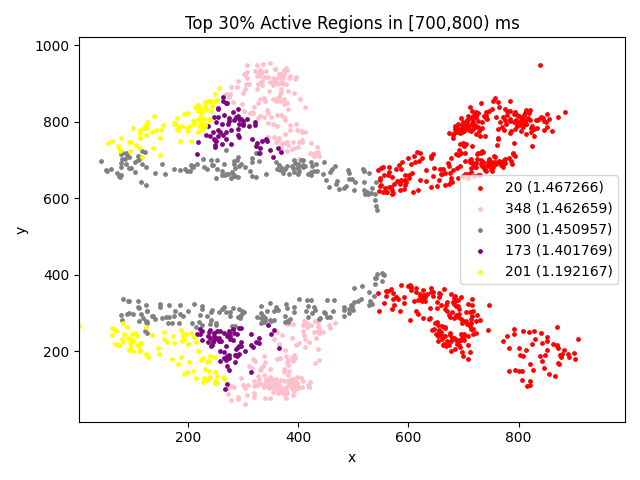 Top 30% Active Regions in [700,800) ms
1000
800
600
400
200
y
20 (1.467266)
348 (1.462659)
300 (1.450957)
173 (1.401769)
201 (1.192167)
200 400 600 800
x